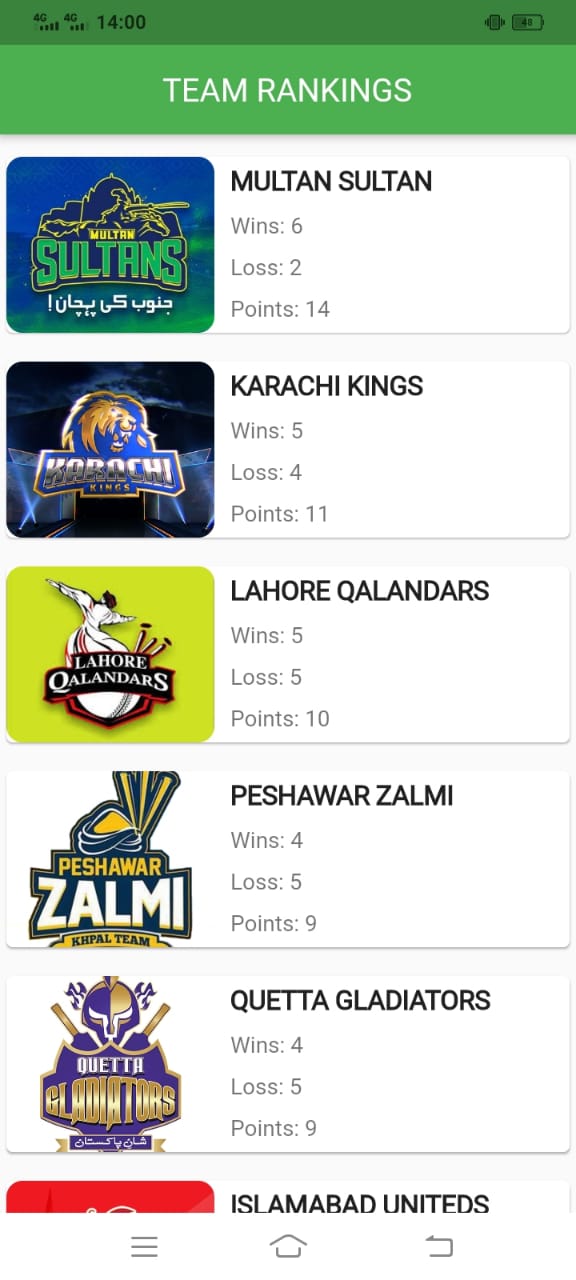 4G 4G 14:00 48
TEAM RANKINGS
MULTAN
SULTANS
جنوب کی پہچان!
MULTAN SULTAN
Wins: 6
Loss: 2
Points: 14
KARACHI
KINGS
KARACHI KINGS
Wins: 5
Loss: 4
Points: 11
LAHORE
QALANDARS
LAHORE QALANDARS
Wins: 5
Loss: 5
Points: 10
PESHAWAR
ZALMI
KHPAL TEAM
PESHAWAR ZALMI
Wins: 4
Loss: 5
Points: 9
QUETTA
GLADIATORS
شانِ پاکستان
QUETTA GLADIATORS
Wins: 4
Loss: 5
Points: 9
ISLAMABAD UNITEDS